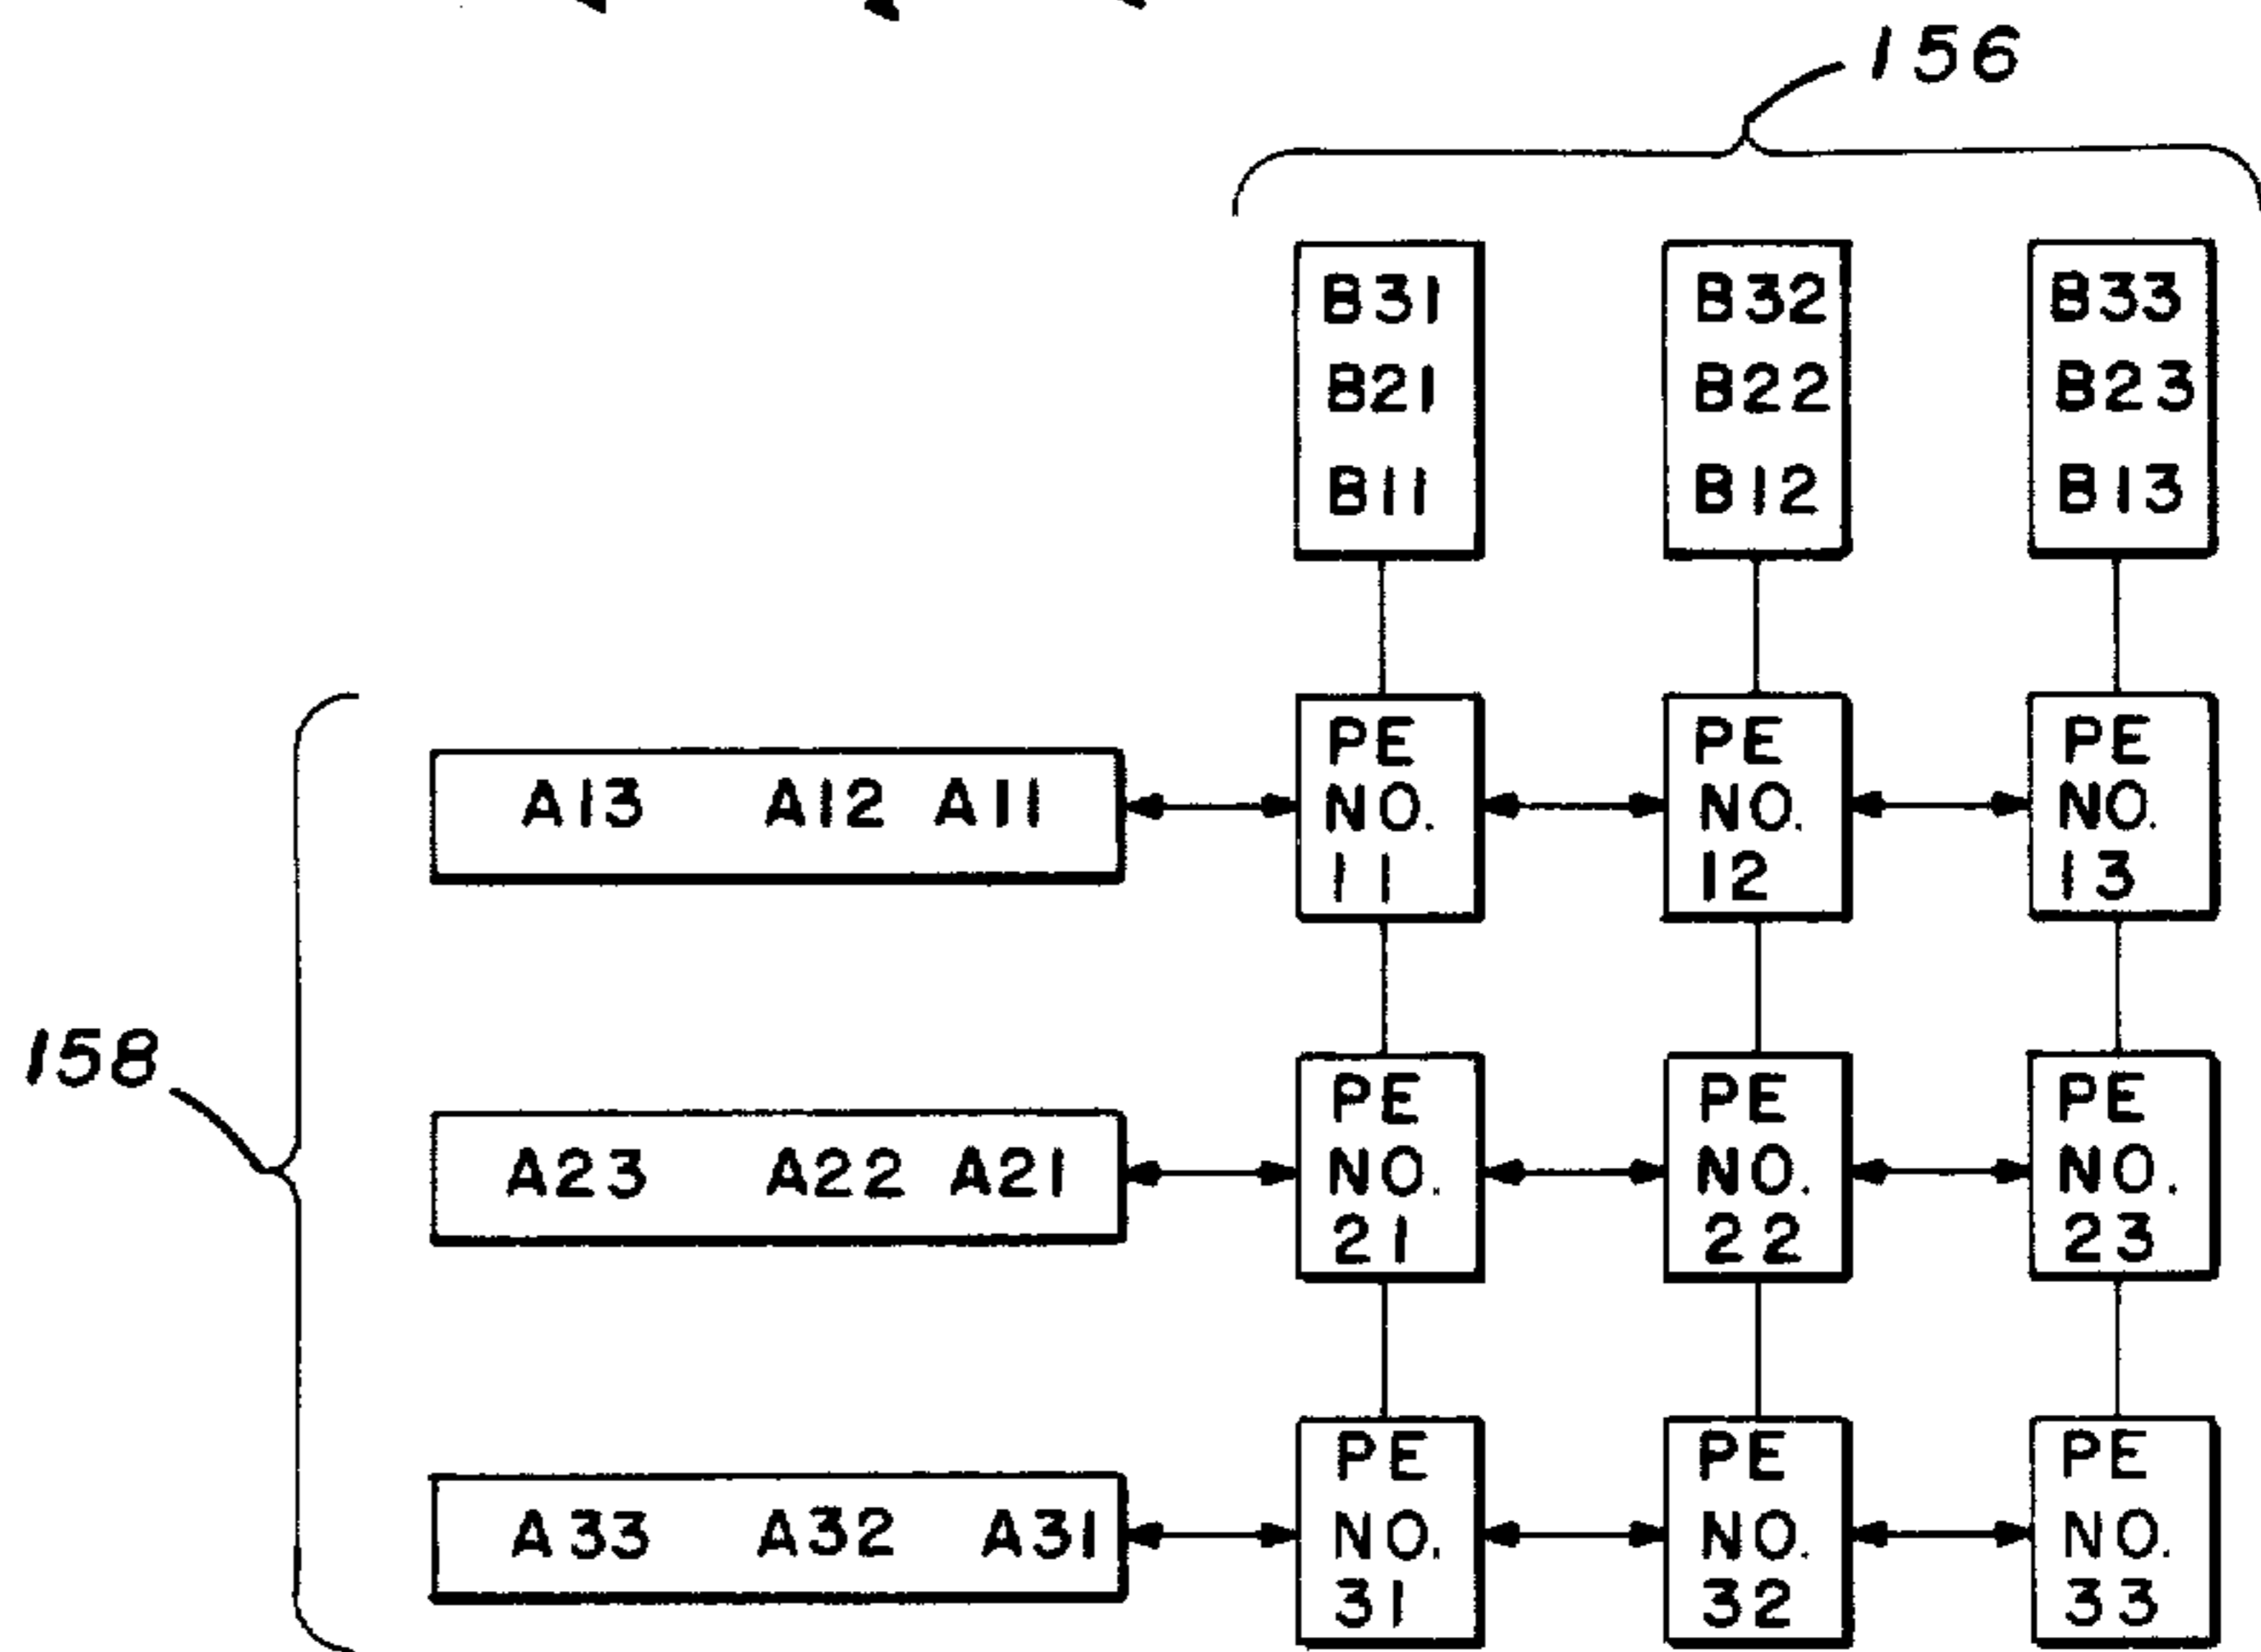 156
B31 B32 B33
B21 B22 B23
B11 B12 B13
PE PE PE
A13 A12 A11 NO. NO. NO.
11 12 13
158
PE PE PE
A23 A22 A21 NO. NO. NO.
21 22 23
PE PE PE
A33 A32 A31 NO. NO. NO.
31 32 33